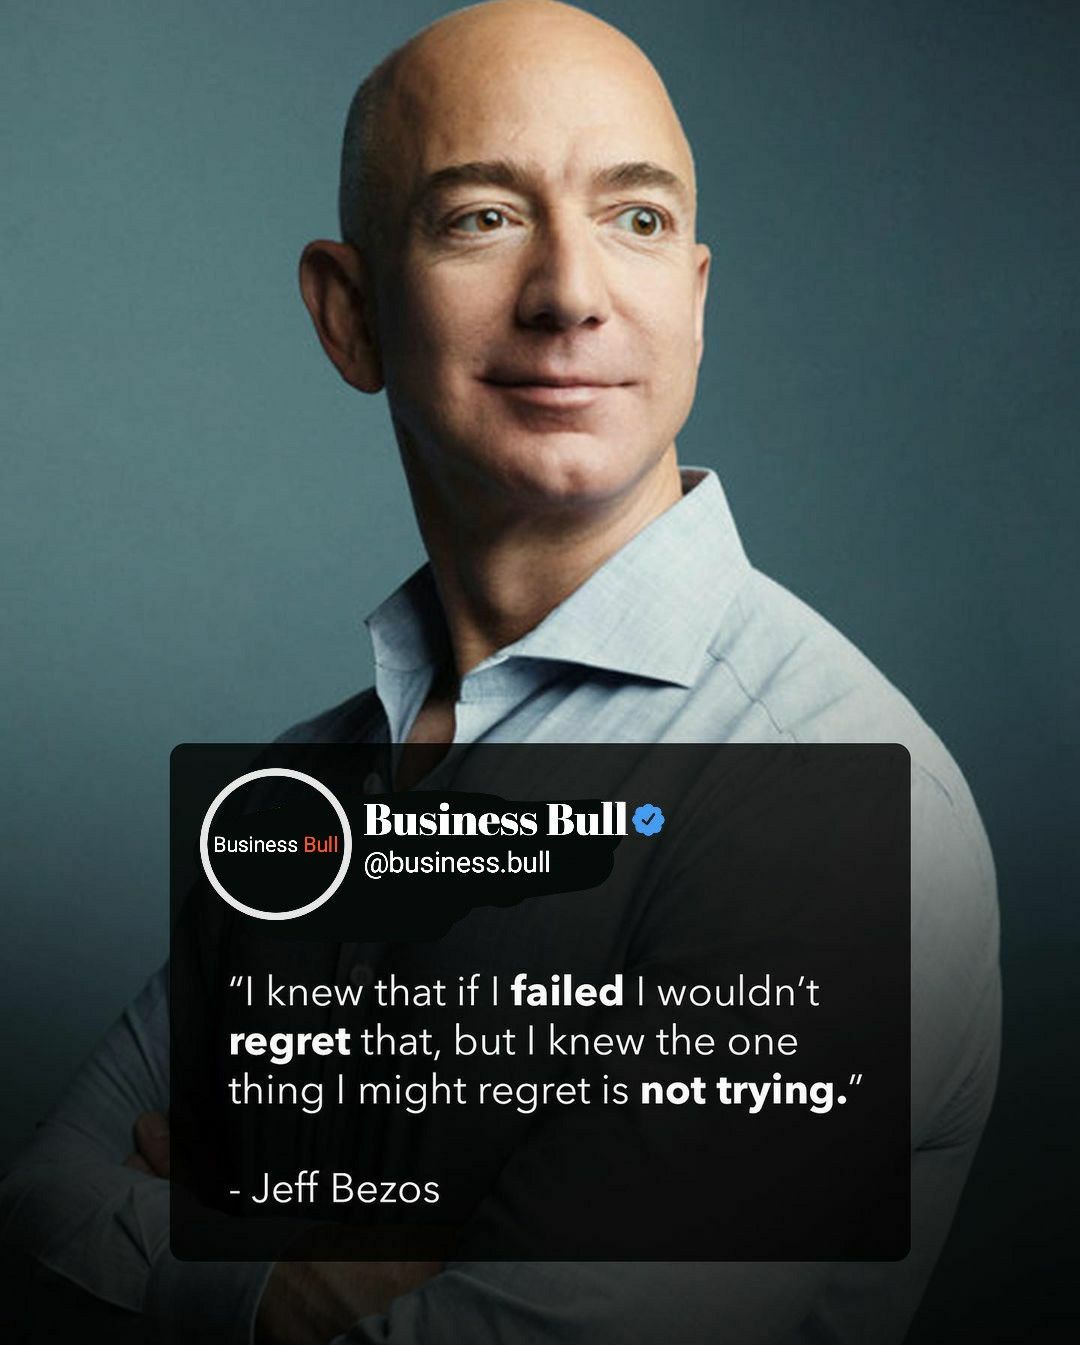 Business Bull
Business Bull
@business.bull
“I knew that if I failed I wouldn’t
regret that, but I knew the one
thing I might regret is not trying.”
- Jeff Bezos